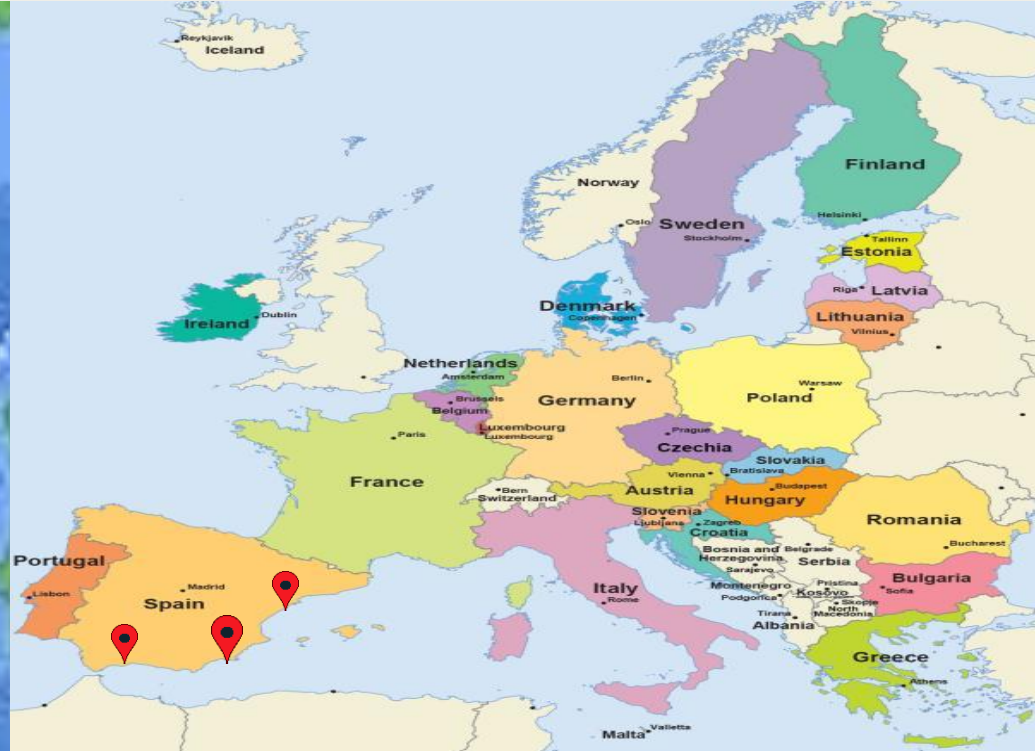 Reykjavik
Iceland
Finland
Norway
Helsinki
Oslo
Sweden
Stockholm
Tallinn
Estonia
Riga
Latvia
Denmark
Copenhagen
Lithuania
Vilnius
Dublin
Ireland
Netherlands
Amsterdam
Berlin
Warsaw
Poland
Brussels
Belgium
Germany
Luxembourg
Luxembourg
Paris
Prague
Czechia
France
Slovakia
Bratislava
Vienna
Austria
Bern
Switzerland
Budapest
Hungary
Slovenia
Ljubljana
Zagreb
Croatia
Romania
Bucharest
Bosnia and
Herzegovina
Sarajevo
Belgrade
Serbia
Portugal
Lisbon
Madrid
Spain
Italy
Rome
Montenegro
Podgorica
Pristina
Kosovo
Bulgaria
Sofia
Skopje
North
Macedonia
Tirana
Albania
Greece
Athens
Malta
Valletta